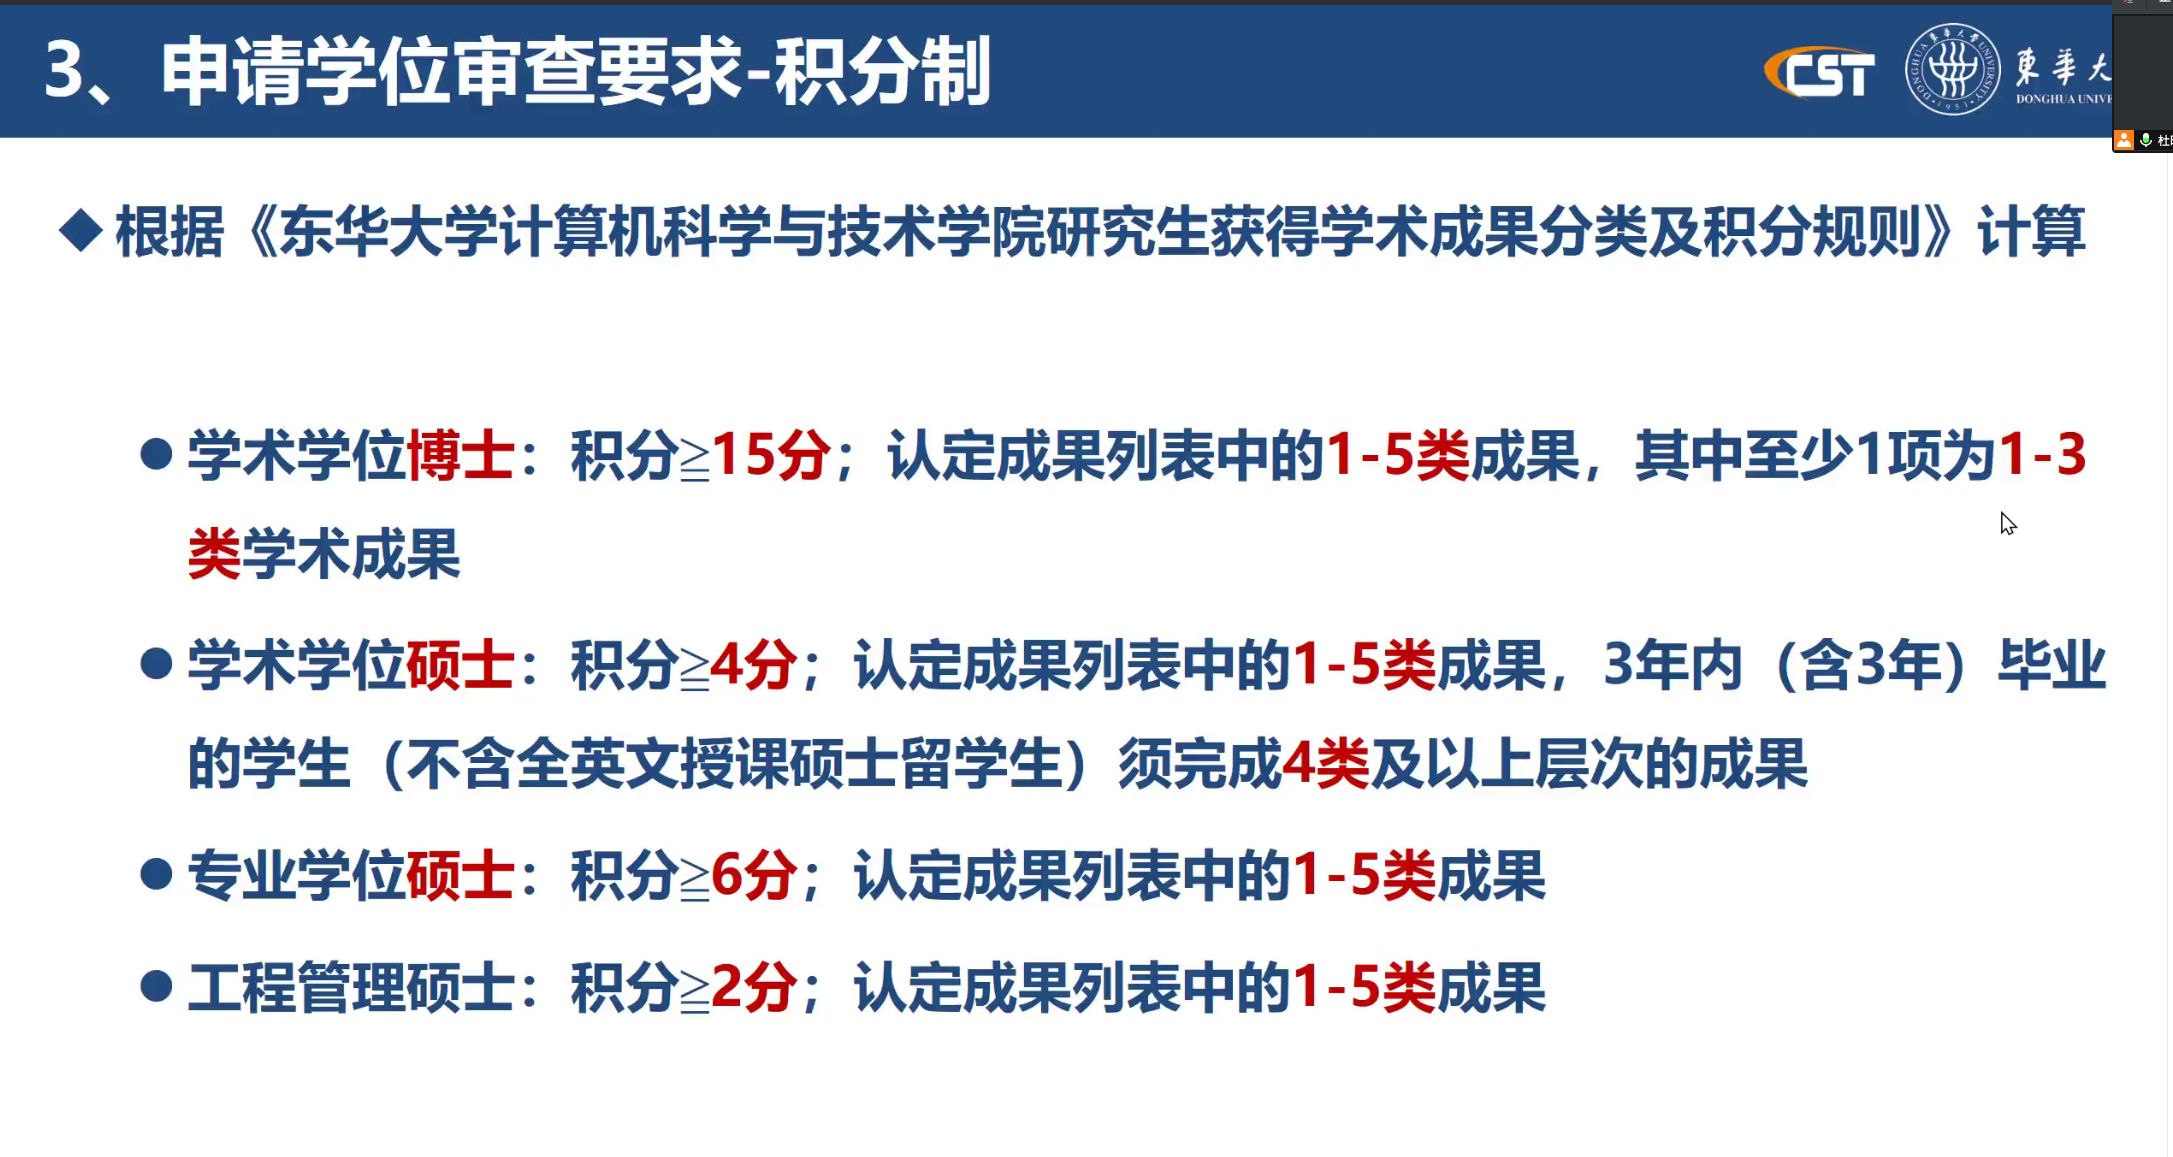 3、申请学位审查要求-积分制
CST
東華大
DONGHUA UNIVE
◆根据《东华大学计算机科学与技术学院研究生获得学术成果分类及积分规则》计算
●学术学位博士：积分≧15分；认定成果列表中的1-5类成果，其中至少1项为1-3
类学术成果
●学术学位硕士：积分≧4分；认定成果列表中的1-5类成果，3年内（含3年）毕业
的学生（不含全英文授课硕士留学生）须完成4类及以上层次的成果
●专业学位硕士：积分≧6分；认定成果列表中的1-5类成果
●工程管理硕士：积分≧2分；认定成果列表中的1-5类成果
杜